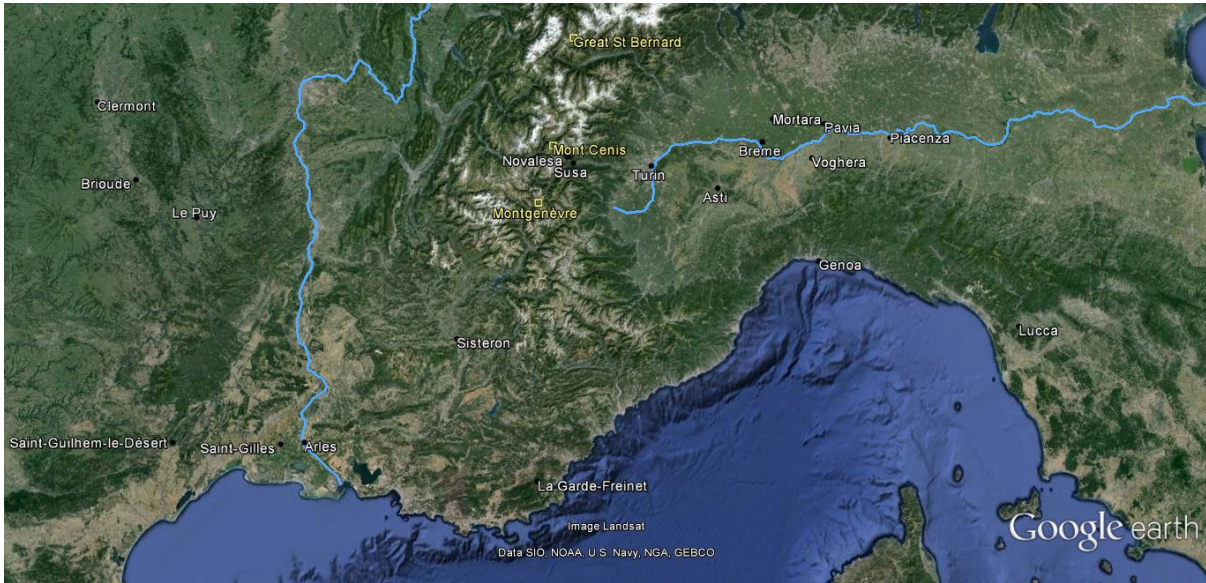 Great St Bernard
Clermont
Mortara
Pavia
Piacenza
Breme
Mont Cenis
Novalesa
Voghera
Susa
Turin
Brioude
Asti
Le Puy
Montgenèvre
Genoa
Lucca
Sisteron
Saint-Guilhem-le-Désert
Saint-Gilles
Arles
La Garde-Freinet
Image Landsat
Google earth
Data SIO, NOAA, U.S. Navy, NGA, GEBCO